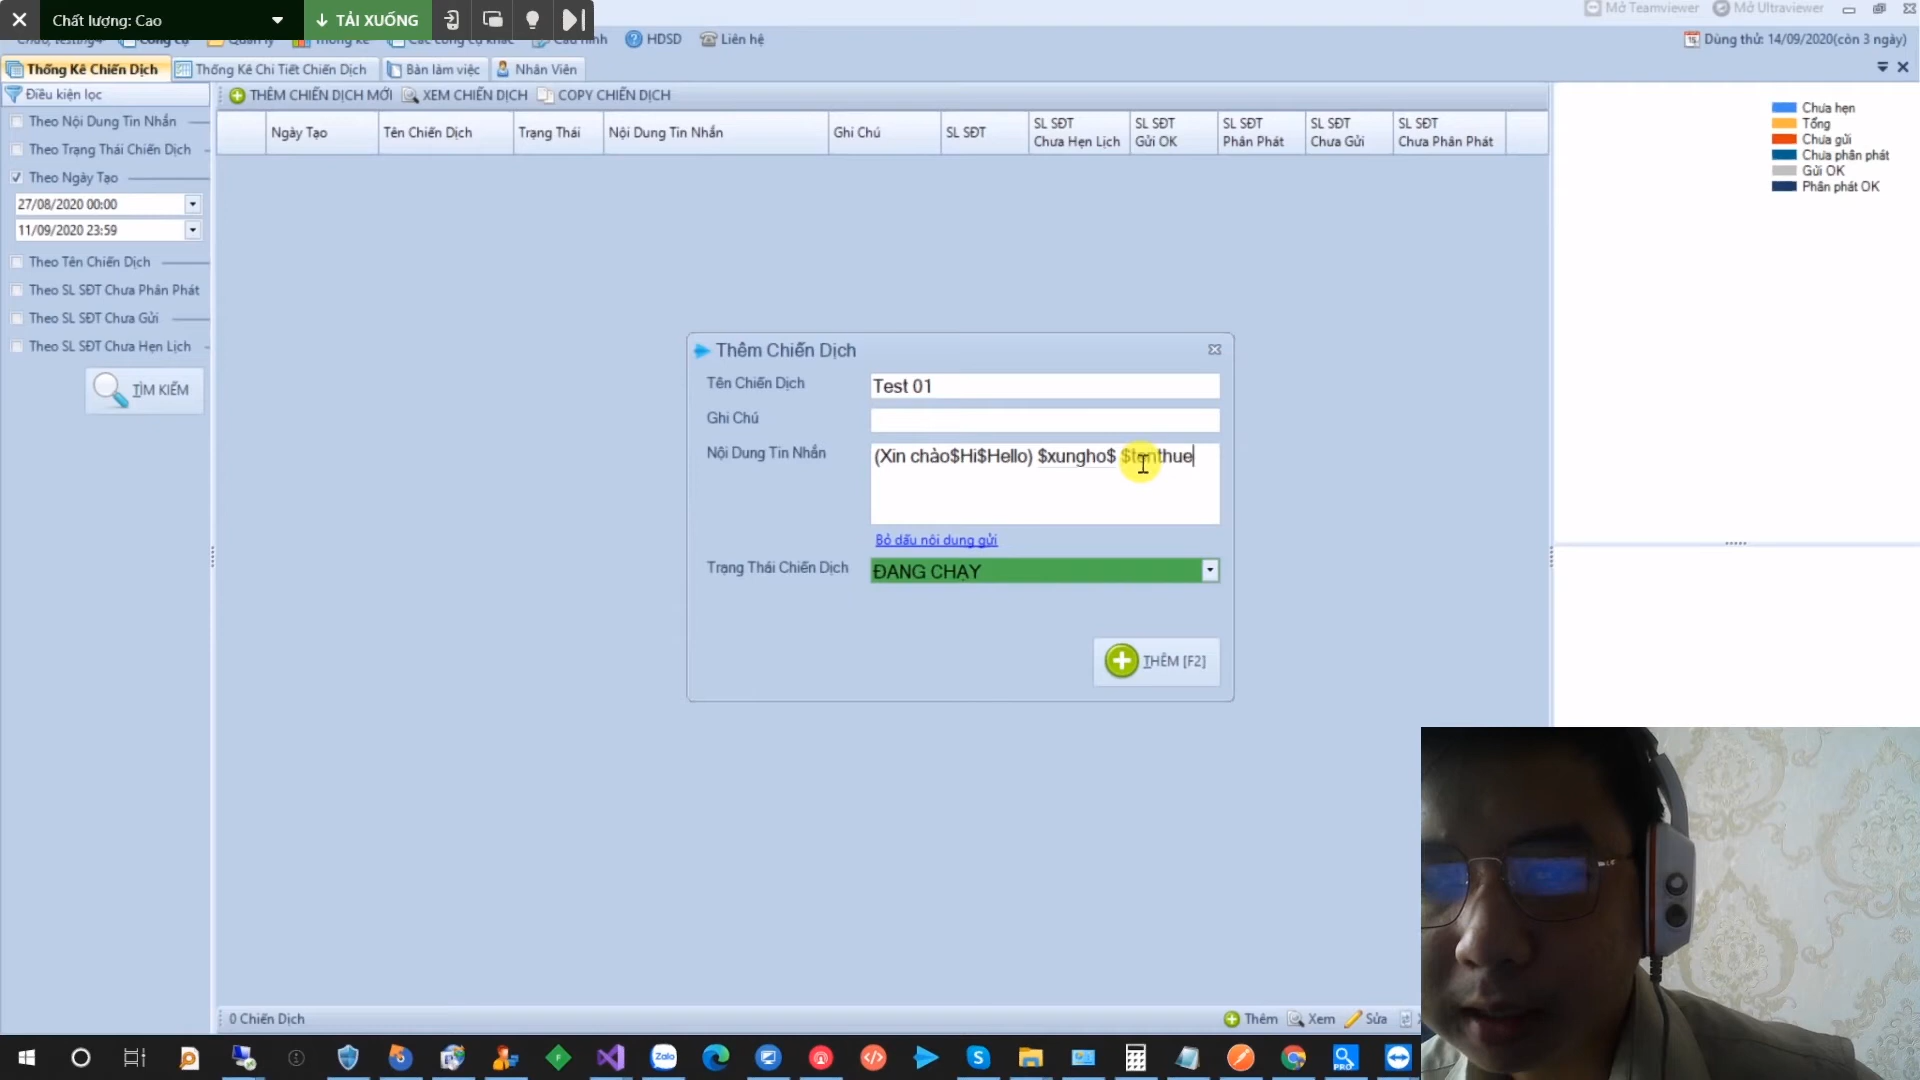 Chất lượng: Cao
TẢI XUỐNG
Mở Teamviewer
Mở Ultraviewer
HDSD
Liên hệ
Dùng thử: 14/09/2020(còn 3 ngày)
Thống Kê Chiến Dịch
Thống Kê Chi Tiết Chiến Dịch
Bàn làm việc
Nhân Viên
Điều kiện lọc
THÊM CHIẾN DỊCH MỚI
XEM CHIẾN DỊCH
COPY CHIẾN DỊCH
Theo Nội Dung Tin Nhắn
Theo Trạng Thái Chiến Dịch
Theo Ngày Tạo
27/08/2020 00:00
11/09/2020 23:59
Theo Tên Chiến Dịch
Theo SL SĐT Chưa Phân Phát
Theo SL SĐT Chưa Gửi
Theo SL SĐT Chưa Hẹn Lịch
TÌM KIẾM
Ngày Tạo
Tên Chiến Dịch
Trạng Thái
Nội Dung Tin Nhắn
Ghi Chú
SL SĐT
SL SĐT
Chưa Hẹn Lịch
SL SĐT
Gửi OK
SL SĐT
Phân Phát
SL SĐT
Chưa Gửi
SL SĐT
Chưa Phân Phát
Chưa hẹn
Tổng
Chưa gửi
Chưa phân phát
Gửi OK
Phân phát OK
Thêm Chiến Dịch
Tên Chiến Dịch
Test 01
Ghi Chú
Nội Dung Tin Nhắn
(Xin chào$Hi$Hello) $xungho$ $tenthue
Bỏ dấu nội dung gửi
Trạng Thái Chiến Dịch
ĐANG CHẠY
THÊM [F2]
0 Chiến Dịch
Thêm
Xem
Sửa
Zalo
PRO